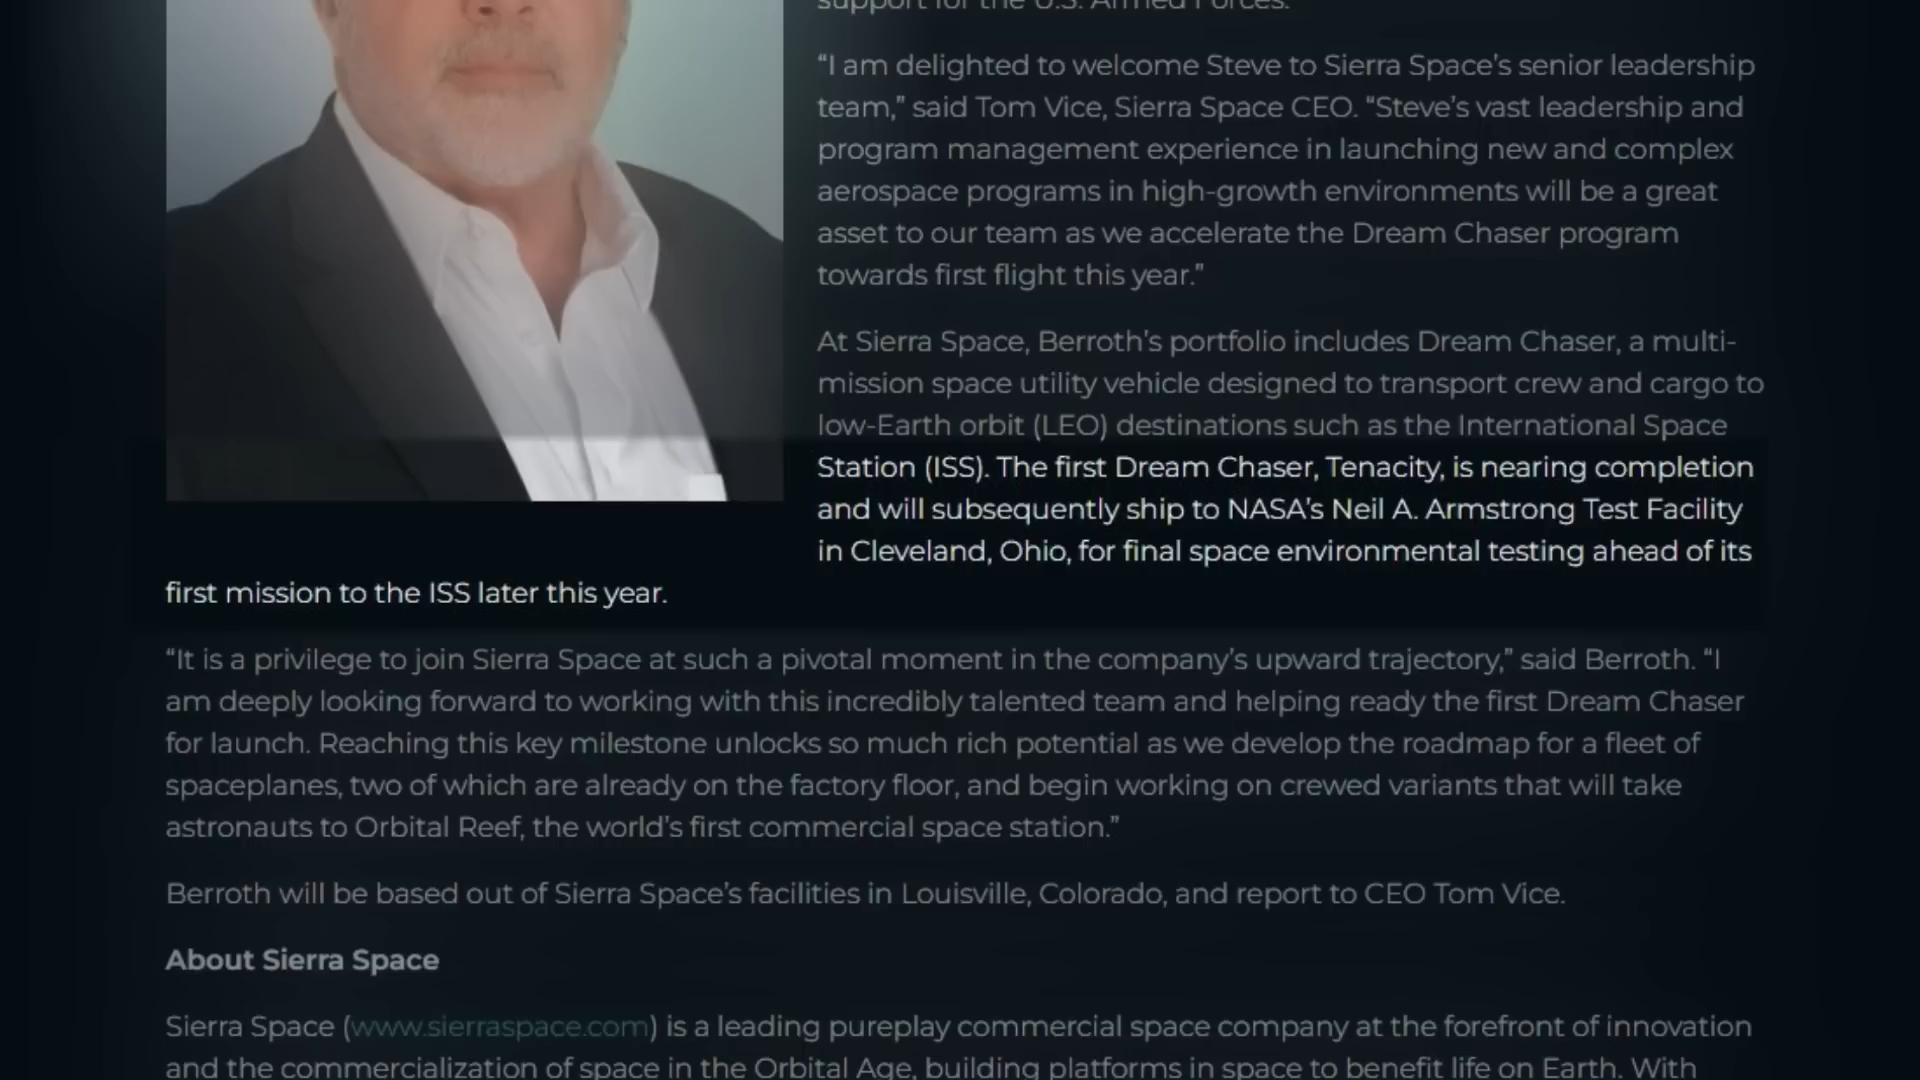 support for the U.S. Armed Forces.
“I am delighted to welcome Steve to Sierra Space’s senior leadership
team,” said Tom Vice, Sierra Space CEO. “Steve’s vast leadership and
program management experience in launching new and complex
aerospace programs in high-growth environments will be a great
asset to our team as we accelerate the Dream Chaser program
towards first flight this year.”
At Sierra Space, Berroth’s portfolio includes Dream Chaser, a multi-
mission space utility vehicle designed to transport crew and cargo to
low-Earth orbit (LEO) destinations such as the International Space
Station (ISS). The first Dream Chaser, Tenacity, is nearing completion
and will subsequently ship to NASA’s Neil A. Armstrong Test Facility
in Cleveland, Ohio, for final space environmental testing ahead of its
first mission to the ISS later this year.
“It is a privilege to join Sierra Space at such a pivotal moment in the company’s upward trajectory,” said Berroth. “I
am deeply looking forward to working with this incredibly talented team and helping ready the first Dream Chaser
for launch. Reaching this key milestone unlocks so much rich potential as we develop the roadmap for a fleet of
spaceplanes, two of which are already on the factory floor, and begin working on crewed variants that will take
astronauts to Orbital Reef, the world’s first commercial space station.”
Berroth will be based out of Sierra Space’s facilities in Louisville, Colorado, and report to CEO Tom Vice.
About Sierra Space
Sierra Space (www.sierraspace.com) is a leading pureplay commercial space company at the forefront of innovation
and the commercialization of space in the Orbital Age, building platforms in space to benefit life on Earth. With